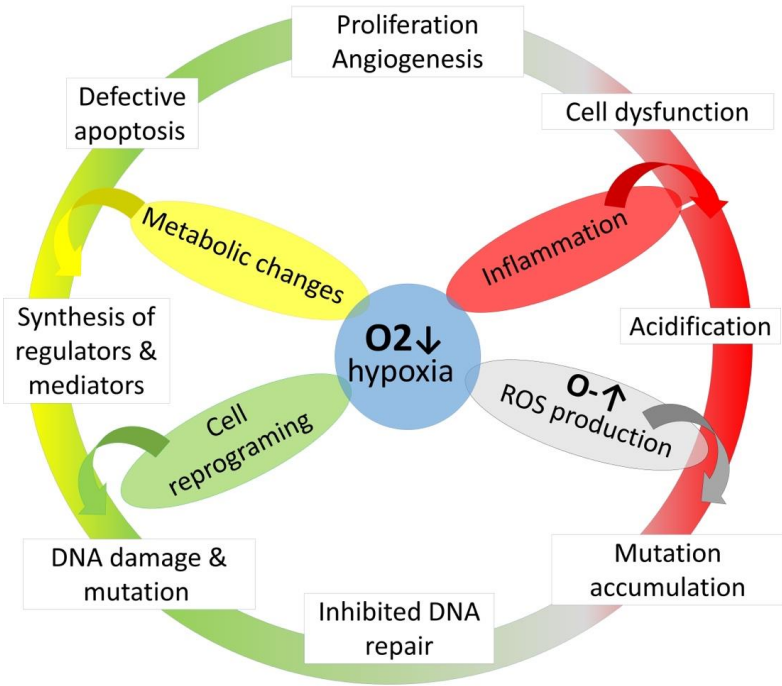 Proliferation
Angiogenesis
Defective
apoptosis
Cell dysfunction
Metabolic changes
Inflammation
O2↓
hypoxia
Synthesis of
regulators &
mediators
Acidification
O-↑
ROS production
Cell
reprograming
DNA damage &
mutation
Mutation
accumulation
Inhibited DNA
repair